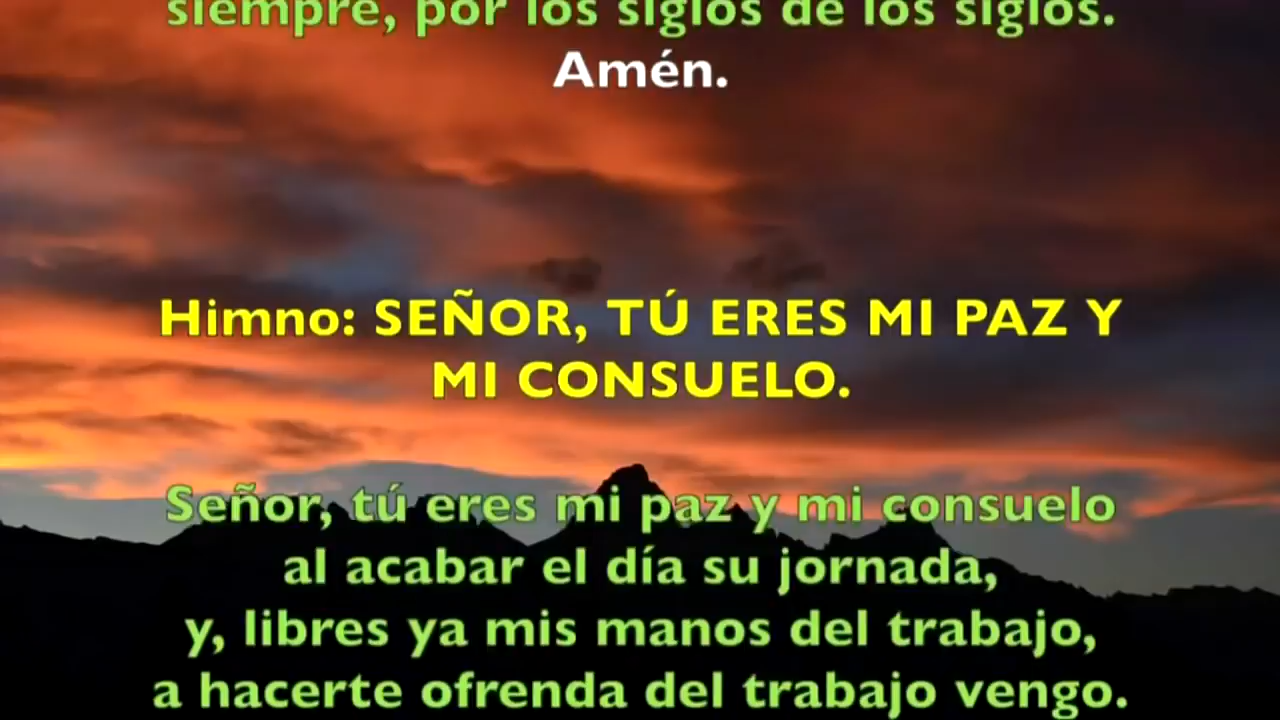 siempre, por los siglos de los siglos.
Amén.
Himno: SEÑOR, TÚ ERES MI PAZ Y
MI CONSUELO.
Señor, tú eres mi paz y mi consuelo
al acabar el día su jornada,
y, libres ya mis manos del trabajo,
a hacerte ofrenda del trabajo vengo.